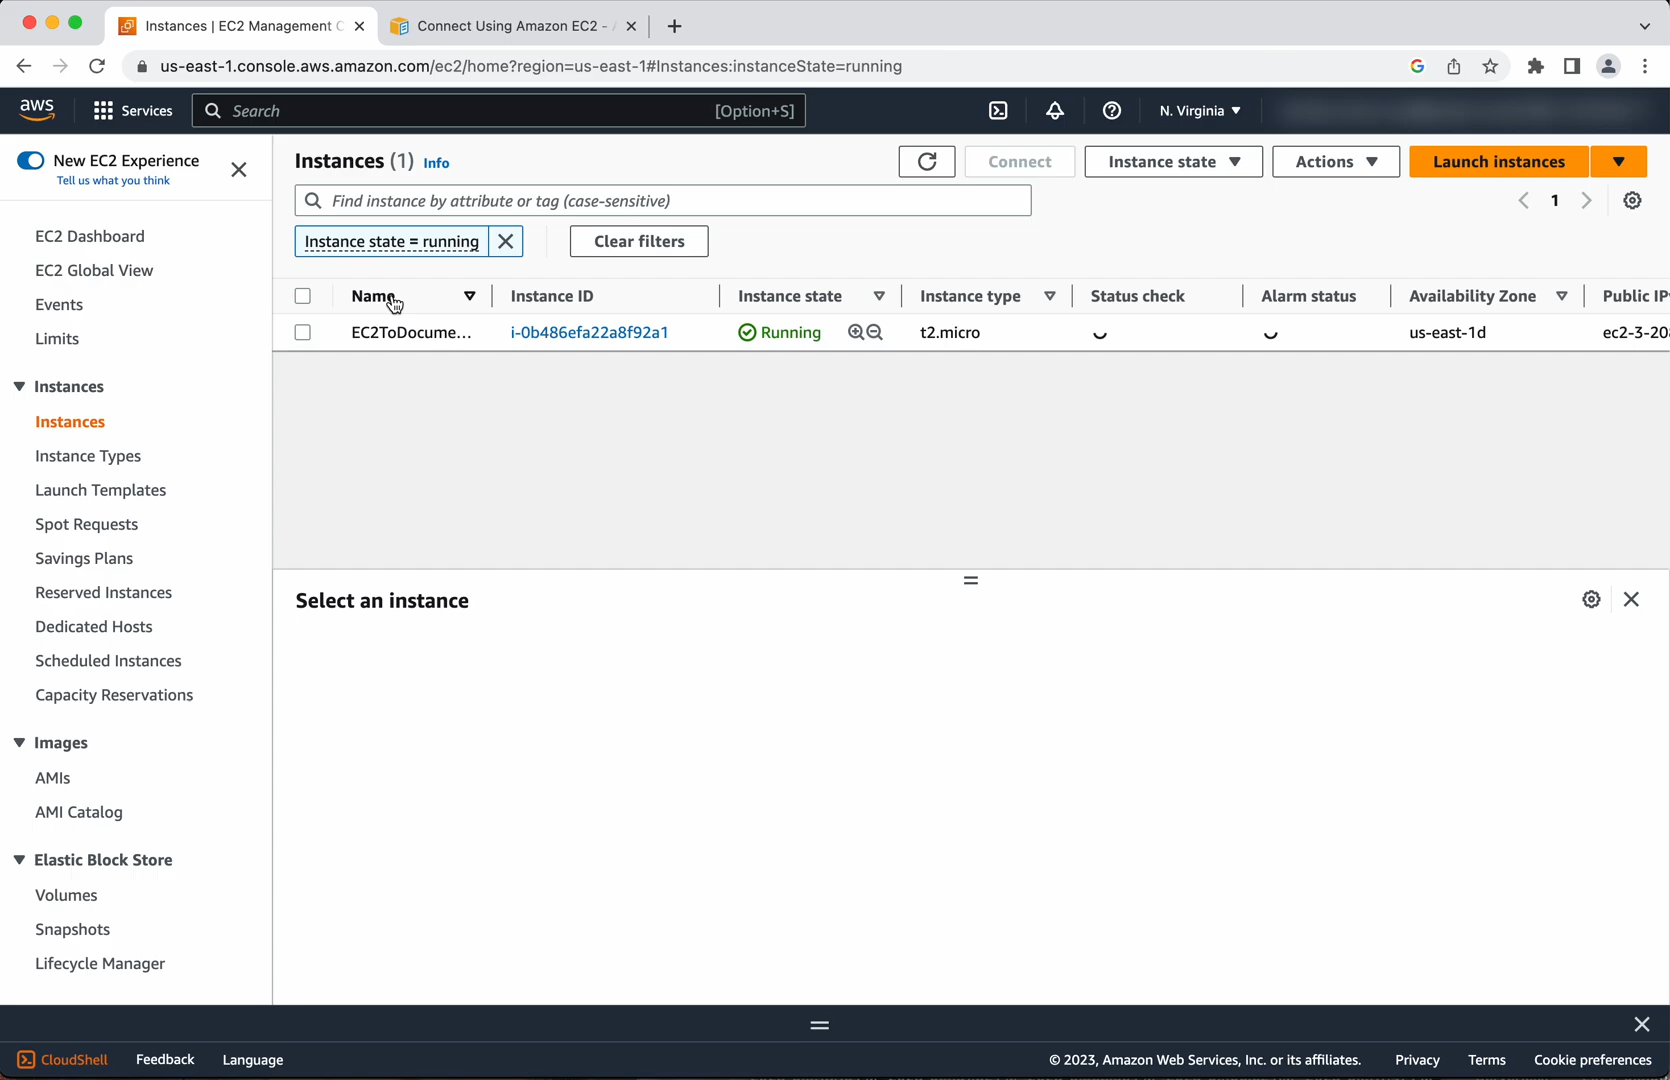 Instances | EC2 Management C
Connect Using Amazon EC2 -
us-east-1.console.aws.amazon.com/ec2/home?region=us-east-1#Instances:instanceState=running
aws
Services
Search
[Option+S]
N. Virginia
New EC2 Experience
Tell us what you think
EC2 Dashboard
EC2 Global View
Events
Limits
Instances
Instances
Instance Types
Launch Templates
Spot Requests
Savings Plans
Reserved Instances
Dedicated Hosts
Scheduled Instances
Capacity Reservations
Images
AMIs
AMI Catalog
Elastic Block Store
Volumes
Snapshots
Lifecycle Manager
Instances (1) Info
Connect
Instance state
Actions
Launch instances
Find instance by attribute or tag (case-sensitive)
1
Instance state = running
Clear filters
Name Instance ID Instance state Instance type Status check Alarm status Availability Zone Public IP
EC2ToDocume... i-0b486efa22a8f92a1 Running t2.micro us-east-1d ec2-3-20
Select an instance
CloudShell Feedback Language © 2023, Amazon Web Services, Inc. or its affiliates. Privacy Terms Cookie preferences